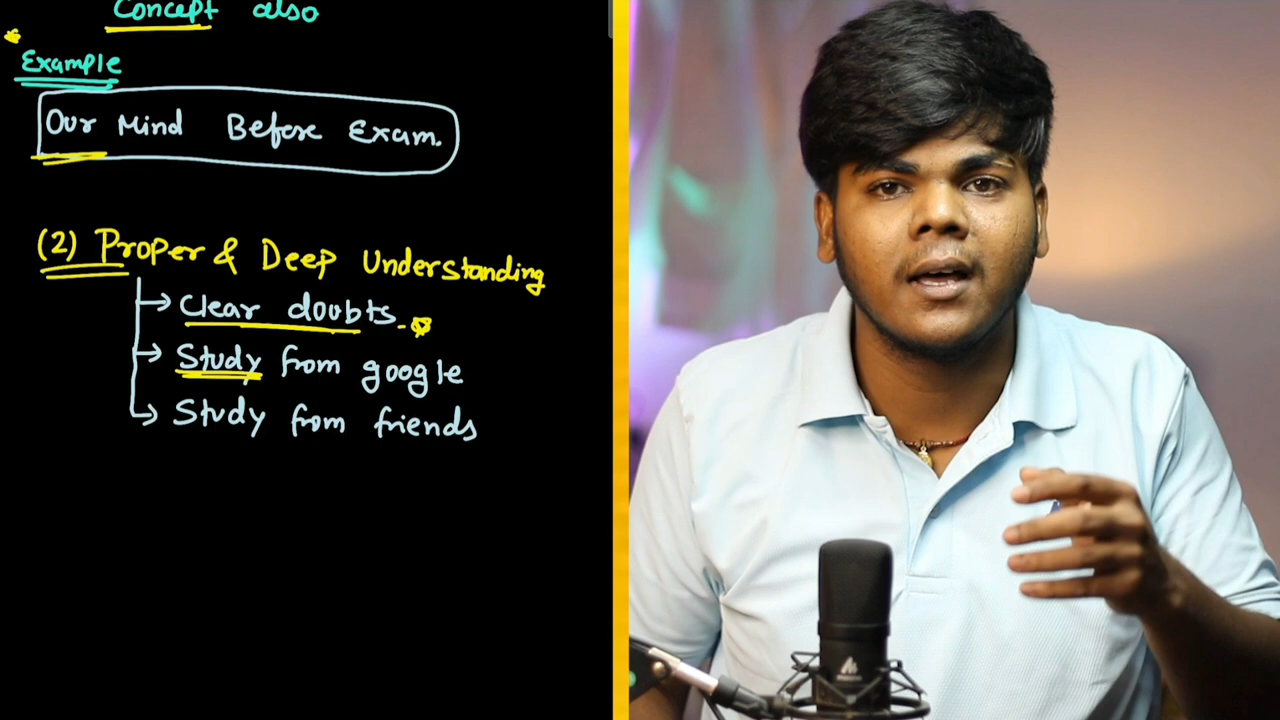 Concept also
Example
Our Mind Before Exam.
(2) Proper & Deep Understanding
Clear doubts.
Study from google
Study from friends